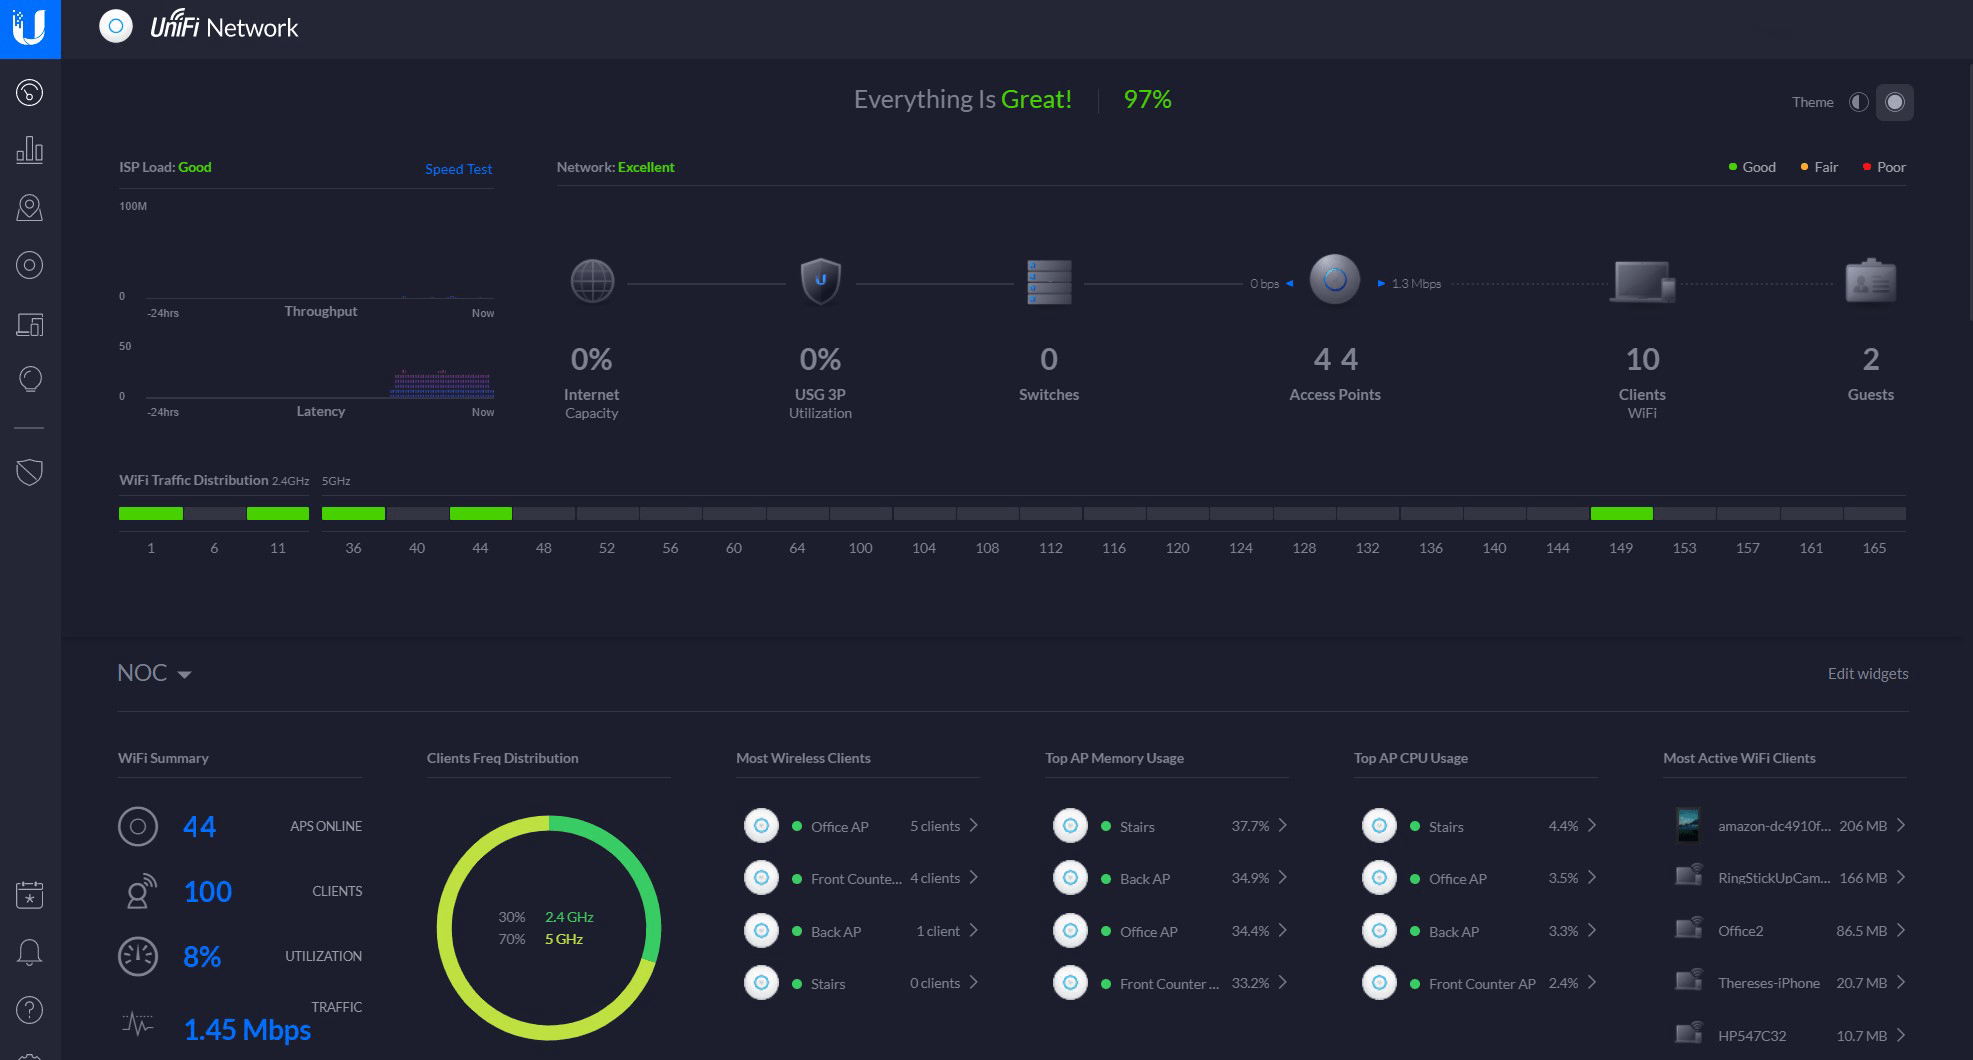 UniFi Network
Everything Is Great! 97%
Theme
ISP Load: Good Speed Test
100M
0
-24hrs Throughput Now
50
0
-24hrs Latency Now
Network: Excellent
Good Fair Poor
0 bps 1.3 Mbps
0% 0% 0 4 4 10 2
Internet USG 3P Switches Access Points Clients Guests
Capacity Utilization WiFi
WiFi Traffic Distribution 2.4GHz 5GHz
1 6 11 36 40 44 48 52 56 60 64 100 104 108 112 116 120 124 128 132 136 140 144 149 153 157 161 165
NOC Edit widgets
WiFi Summary
44 APS ONLINE
100 CLIENTS
8% UTILIZATION
TRAFFIC
1.45 Mbps
Clients Freq Distribution
30% 2.4 GHz
70% 5 GHz
Most Wireless Clients
Office AP 5 clients
Front Counte... 4 clients
Back AP 1 client
Stairs 0 clients
Top AP Memory Usage
Stairs 37.7%
Back AP 34.9%
Office AP 34.4%
Front Counter ... 33.2%
Top AP CPU Usage
Stairs 4.4%
Office AP 3.5%
Back AP 3.3%
Front Counter AP 2.4%
Most Active WiFi Clients
amazon-dc4910f... 206 MB
RingStickUpCam... 166 MB
Office2 86.5 MB
Thereses-iPhone 20.7 MB
HP547C32 10.7 MB